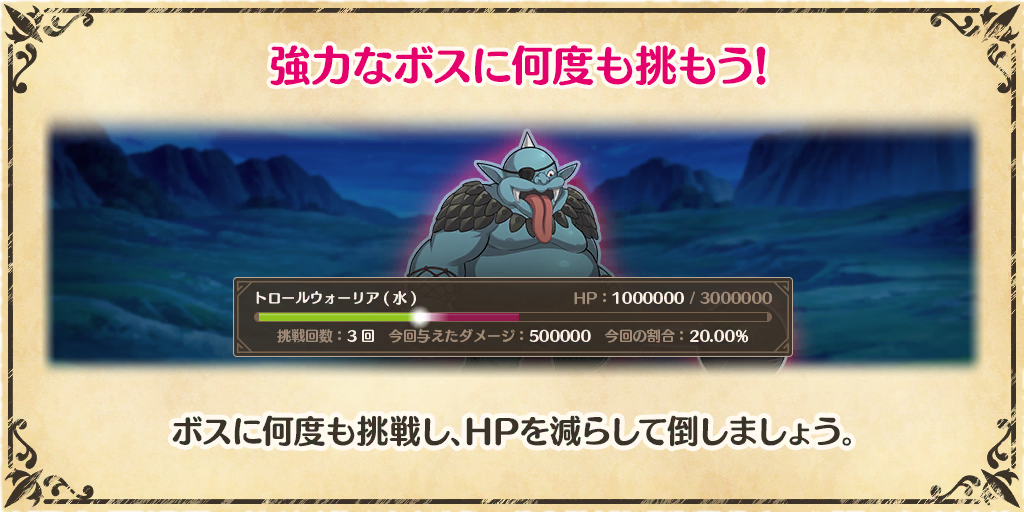 強力なボスに何度も挑もう!
トロールウォーリア(水) HP:1000000 / 3000000
挑戦回数:3回 今回与えたダメージ:500000 今回の割合:20.00%
ボスに何度も挑戦し、HPを減らして倒しましょう。